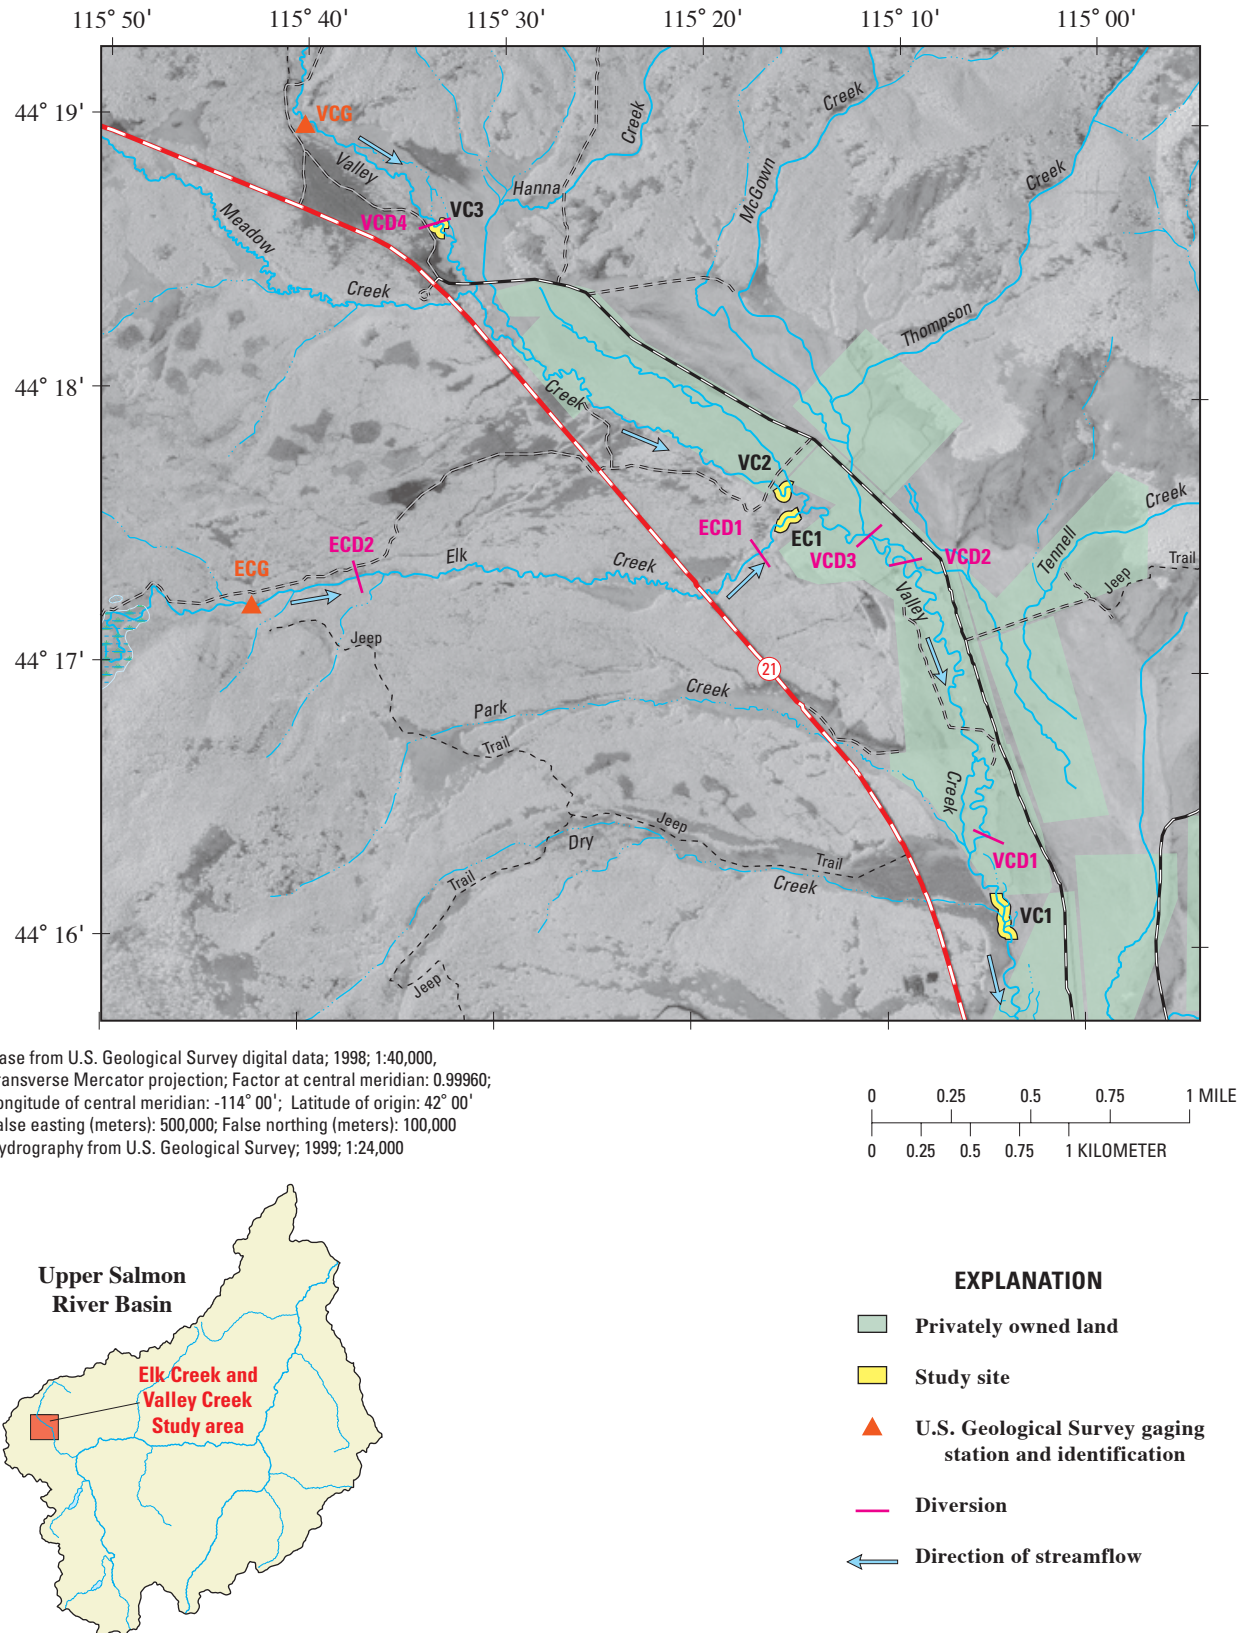 115° 50' 115° 40' 115° 30' 115° 20' 115° 10' 115° 00'
44° 19'
44° 18'
44° 17'
44° 16'
VCG
Valley
Creek
Hanna
Creek
McGown
Creek
Thompson
Meadow
Creek
VCD4
VC3
Creek
VC2
EC1
ECD1
VCD3
VCD2
Tennell
Creek
Trail
Jeep
ECG
ECD2
Elk
Creek
Valley
Jeep
21
Park
Creek
Trail
Creek
Dry
Jeep
Trail
Creek
Trail
Jeep
VCD1
VC1
ase from U.S. Geological Survey digital data; 1998; 1:40,000,
ransverse Mercator projection; Factor at central meridian: 0.99960;
ongitude of central meridian: -114° 00'; Latitude of origin: 42° 00'
alse easting (meters): 500,000; False northing (meters): 100,000
ydrography from U.S. Geological Survey; 1999; 1:24,000
0 0.25 0.5 0.75 1 MILE
0 0.25 0.5 0.75 1 KILOMETER
Upper Salmon
River Basin
Elk Creek and
Valley Creek
Study area
EXPLANATION
Privately owned land
Study site
U.S. Geological Survey gaging
station and identification
Diversion
Direction of streamflow